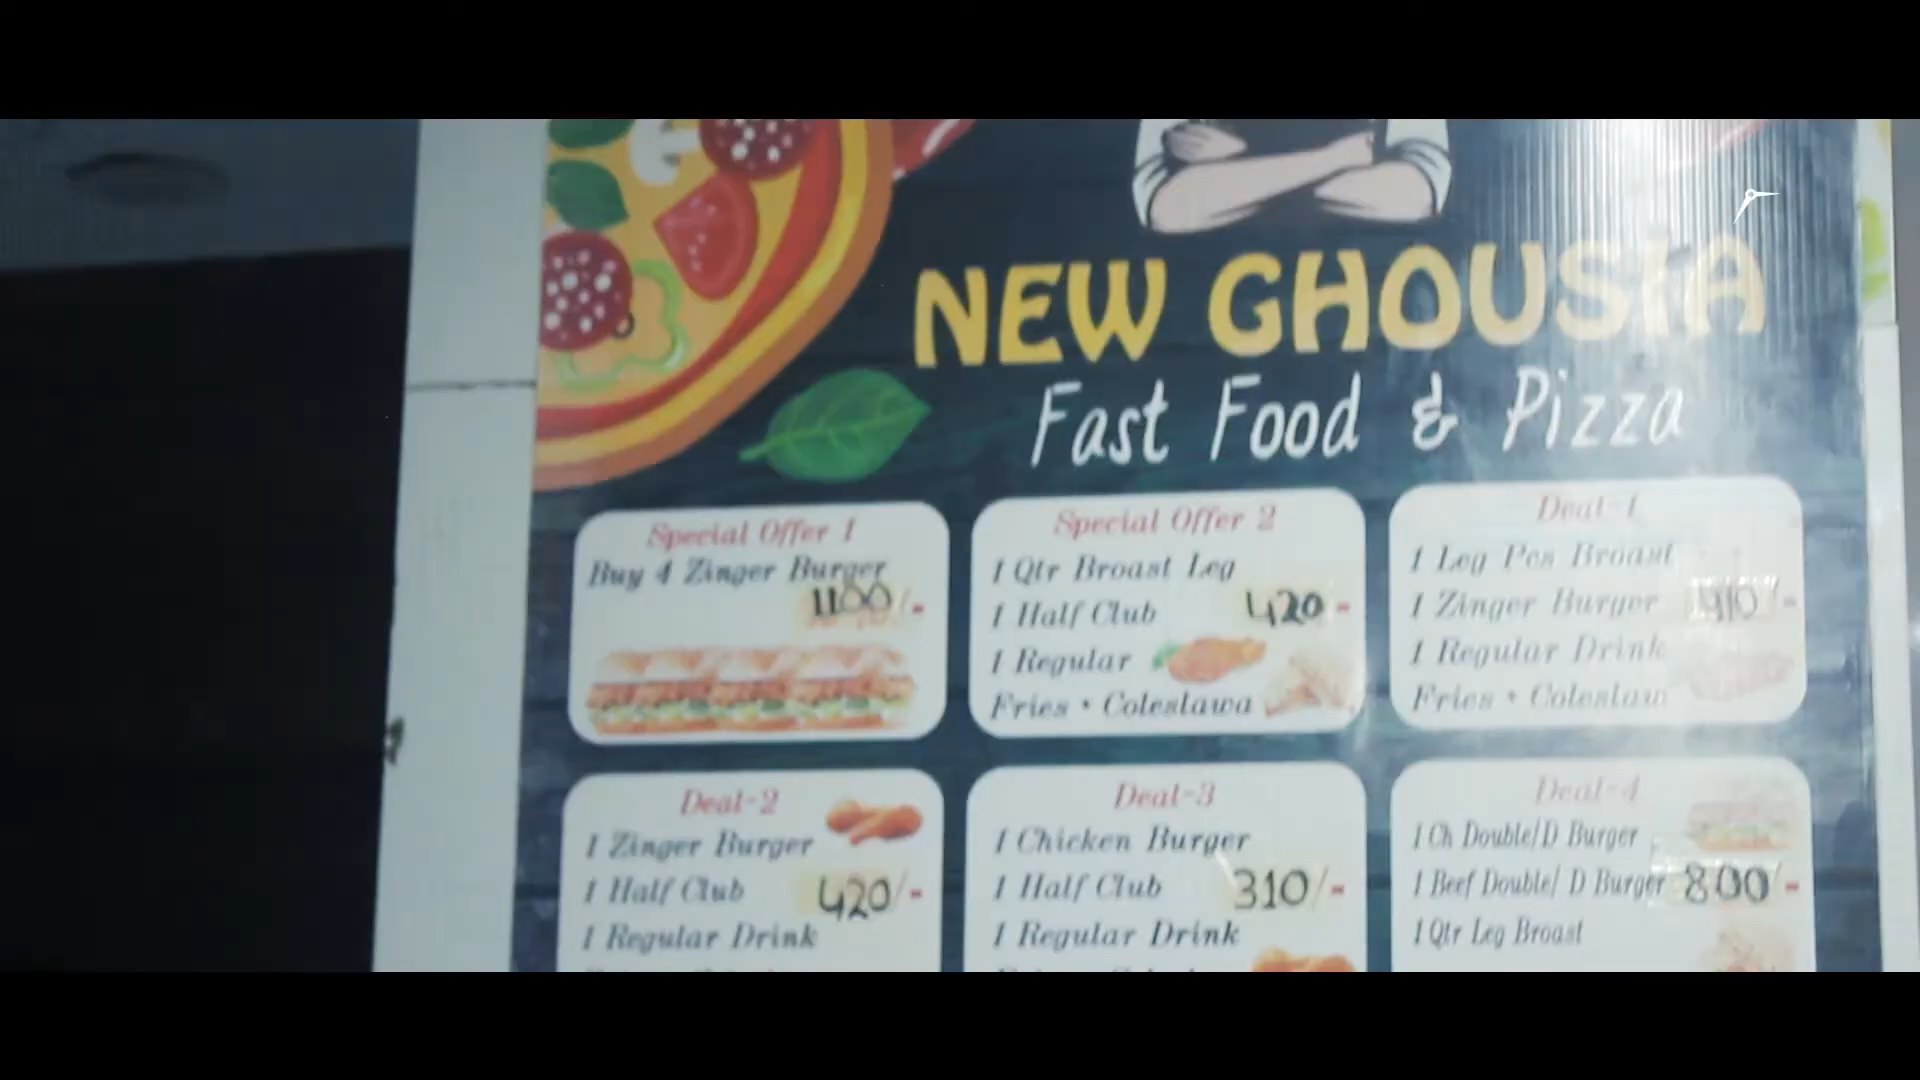 NEW GHOUSIA
Fast Food & Pizza
Special Offer 1
Buy 4 Zinger Burger
1100/-
Special Offer 2
1 Qtr Broast Leg
1 Half Club 420 -
1 Regular
Fries • Coleslawa
Deal-1
1 Leg Pcs Broast
1 Zinger Burger /-
1 Regular Drink
Fries • Coleslaw
Deal-2
1 Zinger Burger
1 Half Club 420/-
1 Regular Drink
Deal-3
1 Chicken Burger
1 Half Club 310/-
1 Regular Drink
Deal-4
1 Ch Double/D Burger
1 Beef Double/ D Burger 800/-
1 Qtr Leg Broast